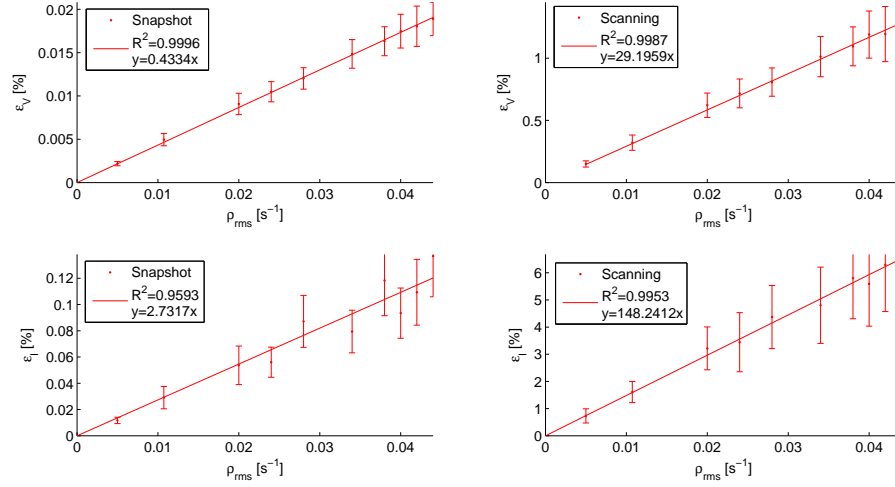 0.02
0.015
0.01
0.005
0
ε_V [%]
Snapshot
R²=0.9996
y=0.4334x
0 0.01 0.02 0.03 0.04
ρ_rms [s⁻¹]
1
0.5
0
ε_V [%]
Scanning
R²=0.9987
y=29.1959x
0 0.01 0.02 0.03 0.04
ρ_rms [s⁻¹]
0.12
0.1
0.08
0.06
0.04
0.02
0
ε_I [%]
Snapshot
R²=0.9593
y=2.7317x
0 0.01 0.02 0.03 0.04
ρ_rms [s⁻¹]
6
5
4
3
2
1
0
ε_I [%]
Scanning
R²=0.9953
y=148.2412x
0 0.01 0.02 0.03 0.04
ρ_rms [s⁻¹]